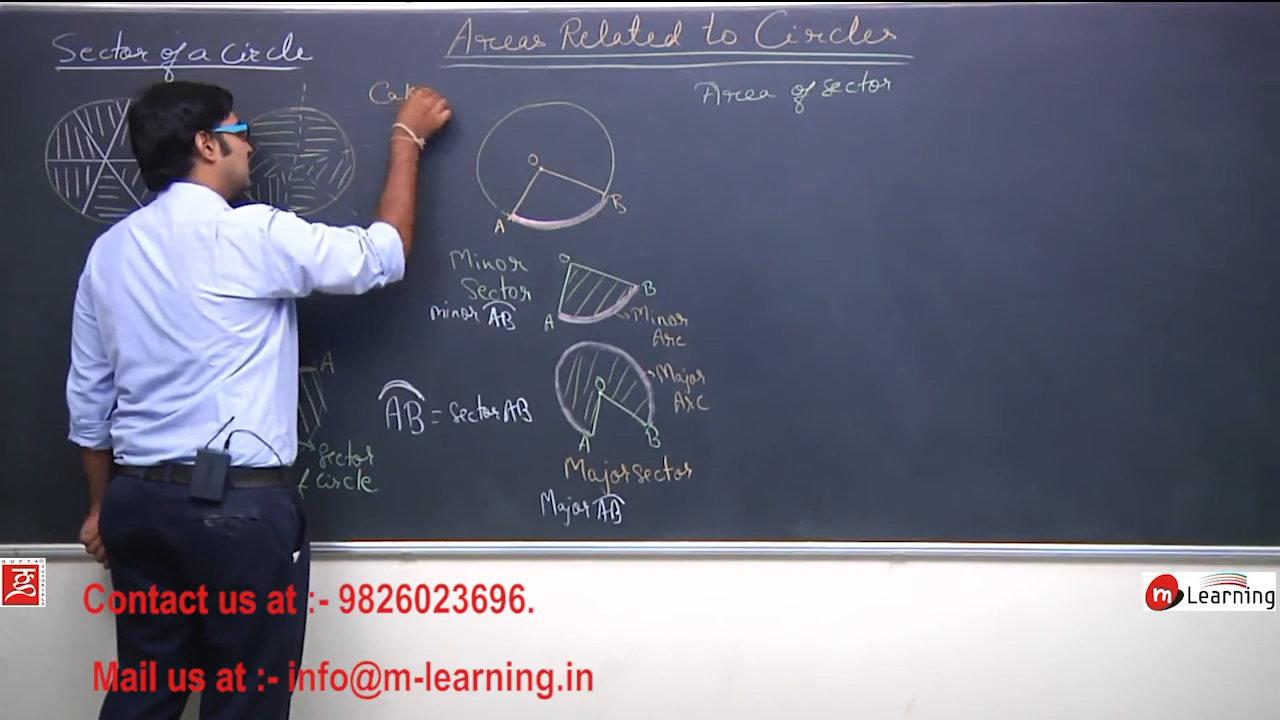 Areas Related to Circles
Sector of a Circle
Area of sector
O
A
B
Minor
Sector
minor AB
O
A
B
Minor
Arc
AB = Sector AB
O
A
B
Major
Arc
Major sector
Major AB
A
Sector
Circle
GUPTA
Contact us at :- 9826023696.
Mail us at :- info@m-learning.in
m Learning